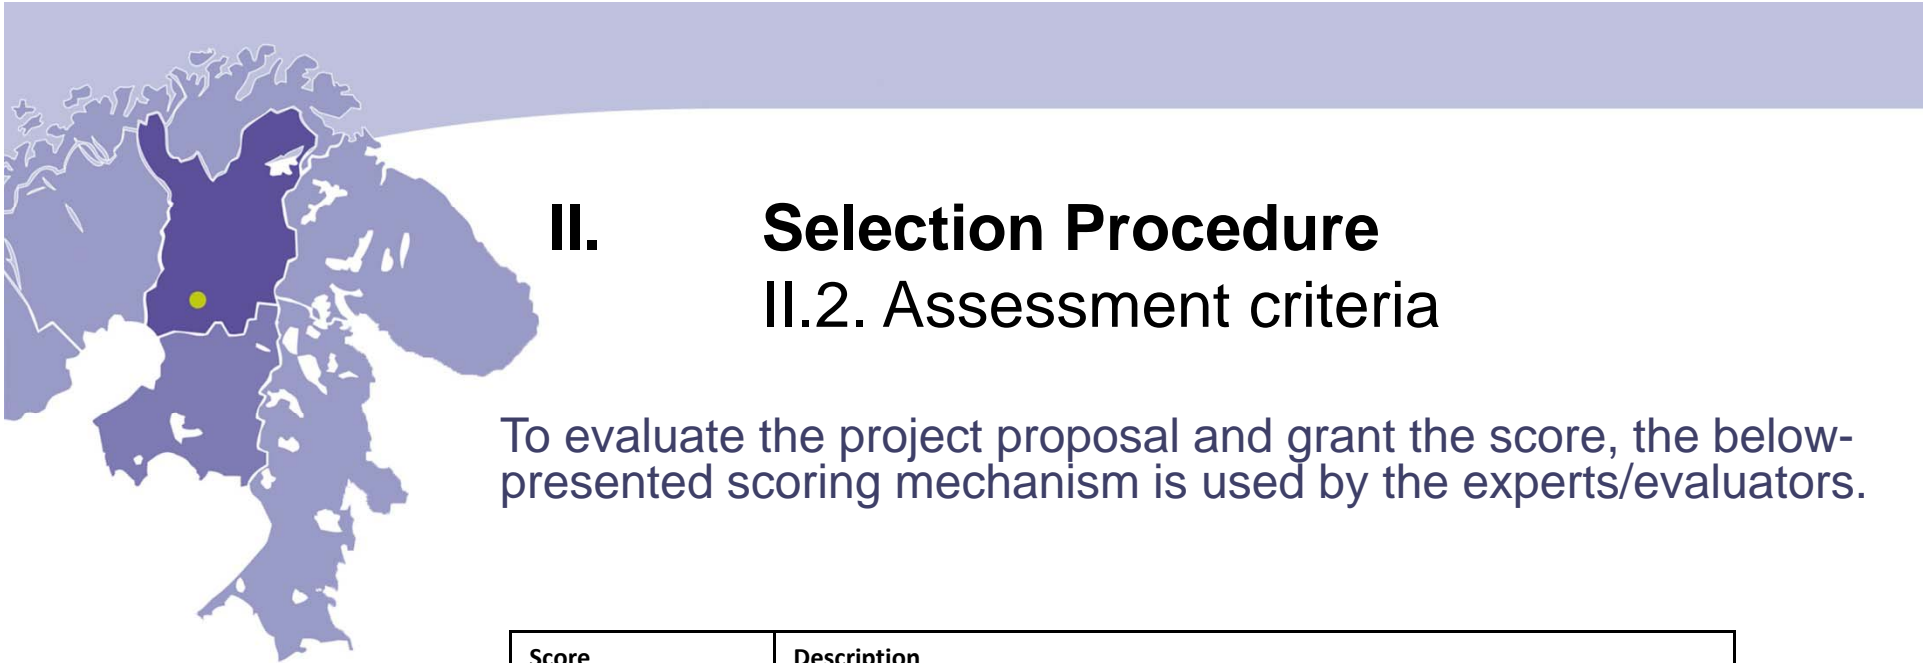 II. Selection Procedure
II.2. Assessment criteria
To evaluate the project proposal and grant the score, the below-
presented scoring mechanism is used by the experts/evaluators.
Score Description